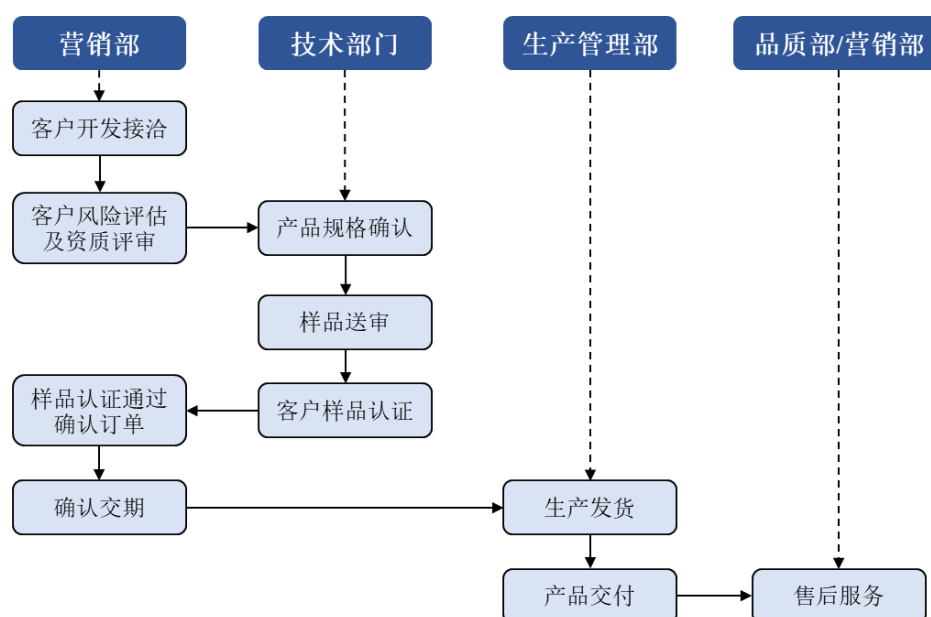 营销部
技术部门
生产管理部
品质部/营销部
客户开发接洽
客户风险评估
及资质评审
产品规格确认
样品送审
样品认证通过
确认订单
客户样品认证
确认交期
生产发货
产品交付
售后服务